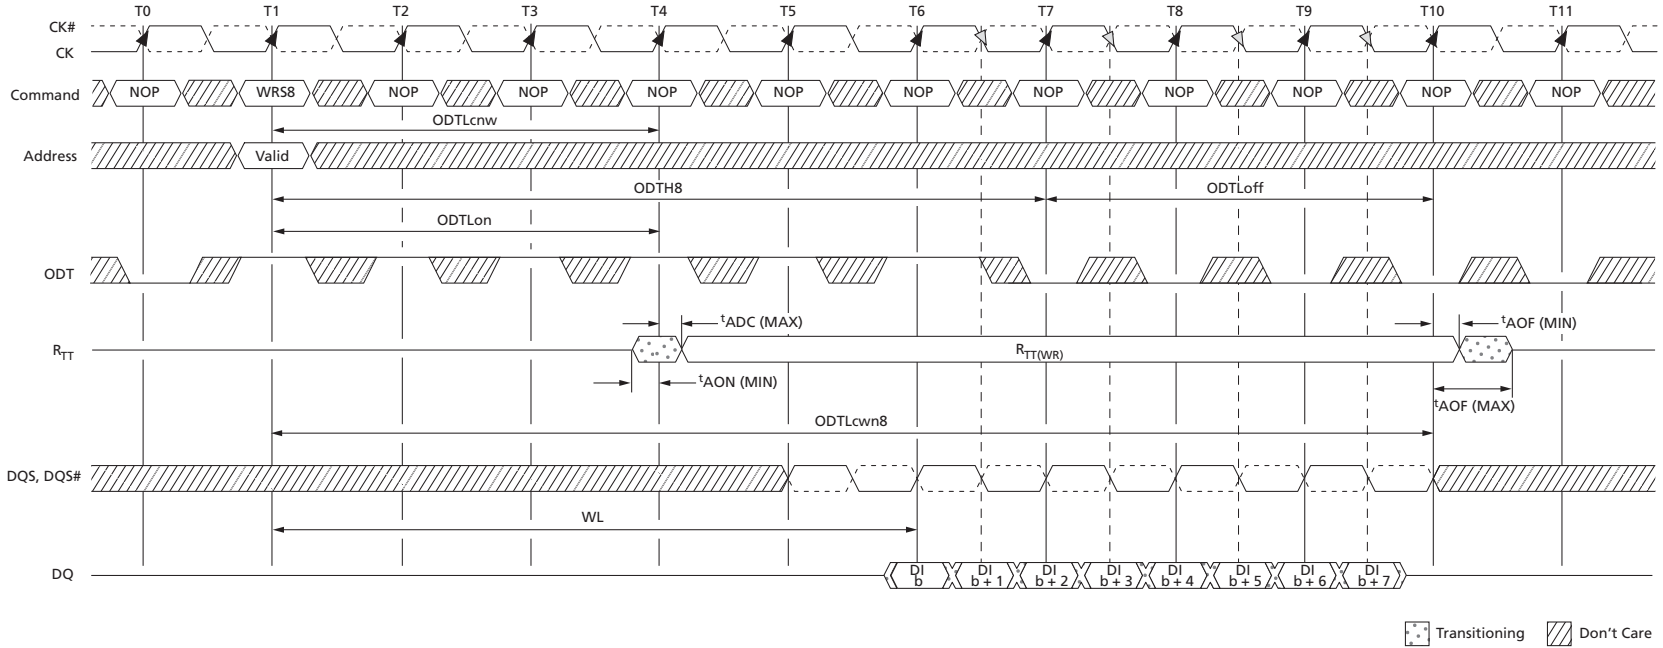 T0 T1 T2 T3 T4 T5 T6 T7 T8 T9 T10 T11
CK#
CK
Command NOP WRS8 NOP NOP NOP NOP NOP NOP NOP NOP NOP NOP
ODTLcnw
Address Valid
ODTH8 ODTLoff
ODTLon
ODT
tADC (MAX) tAOF (MIN)
RTT RTT(WR)
tAON (MIN)
tAOF (MAX)
ODTLcwn8
DQS, DQS#
WL
DQ DI b DI b + 1 DI b + 2 DI b + 3 DI b + 4 DI b + 5 DI b + 6 DI b + 7
Transitioning Don't Care